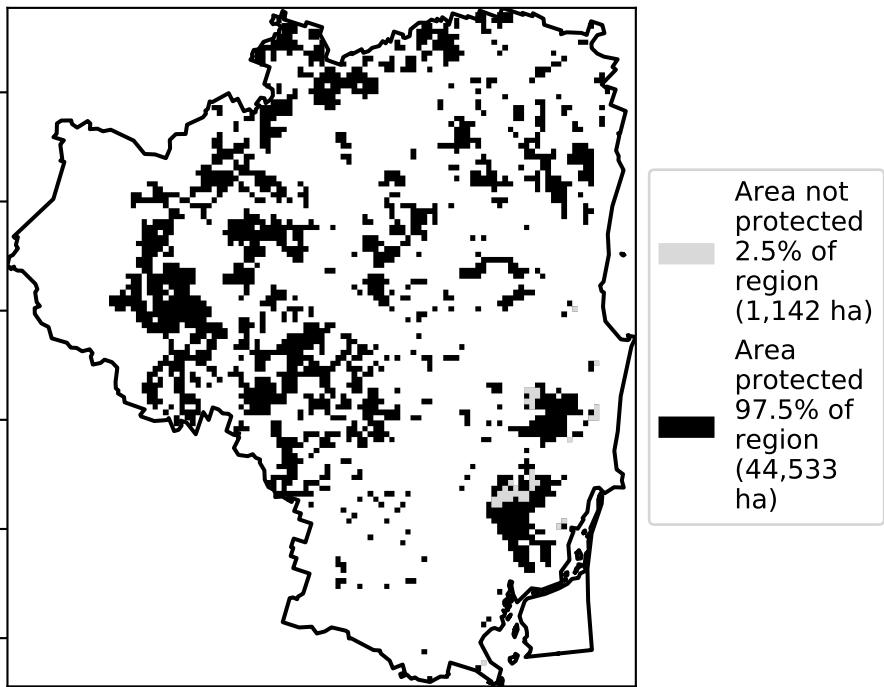 Area not
protected
2.5% of
region
(1,142 ha)
Area
protected
97.5% of
region
(44,533
ha)